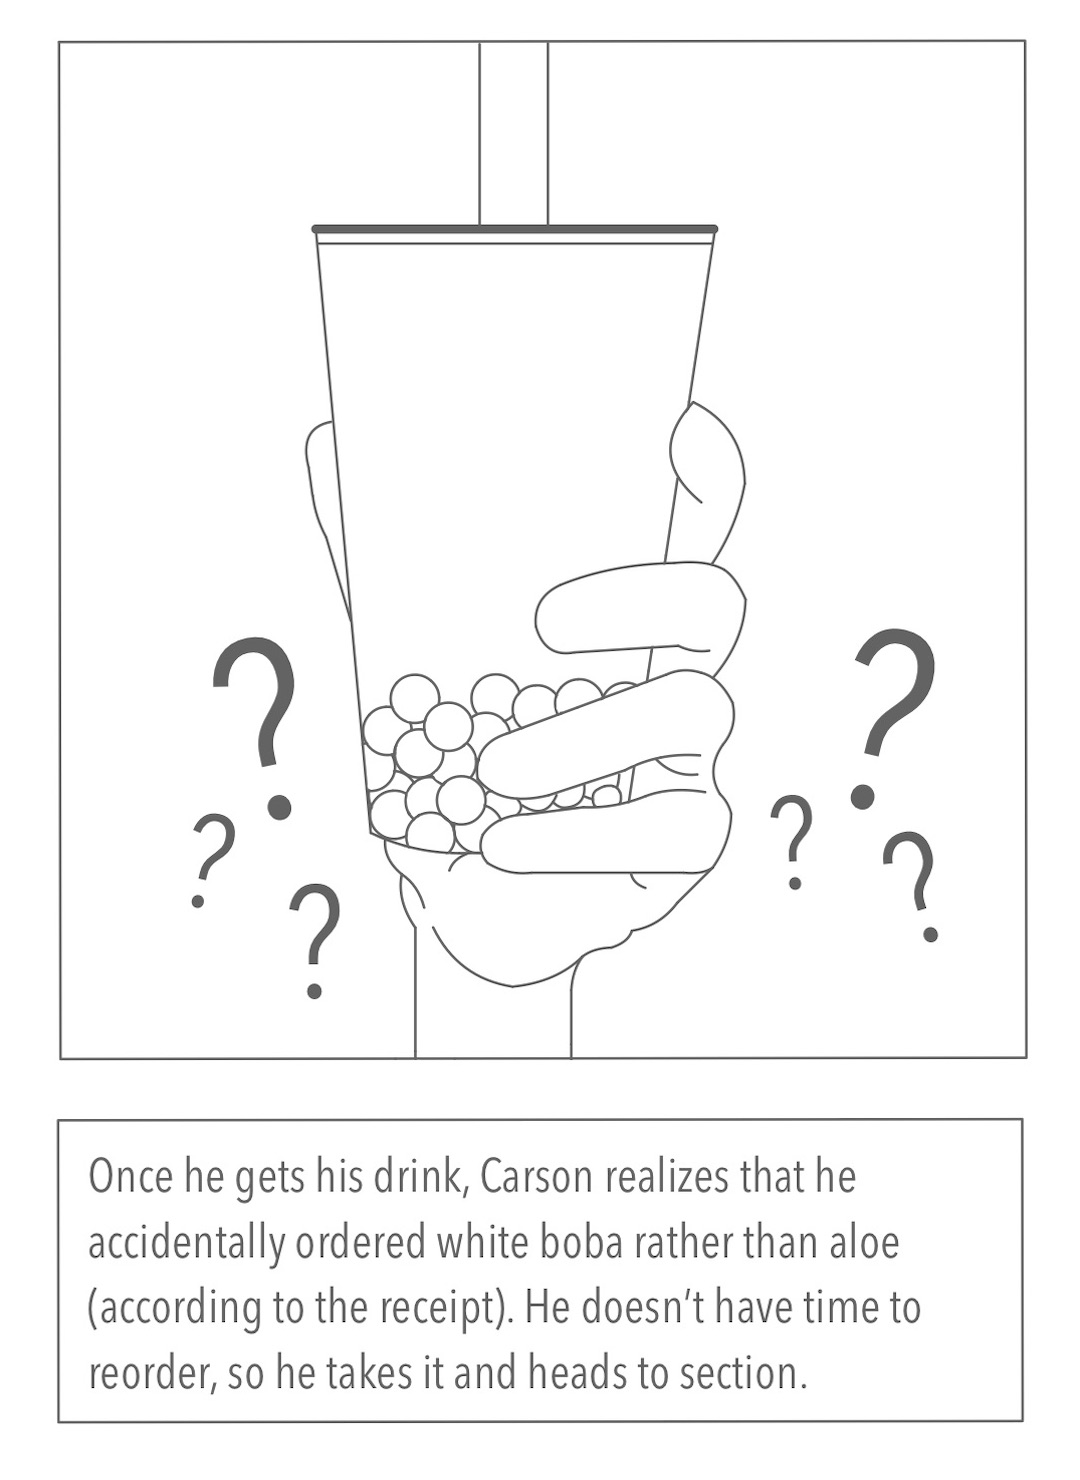 ?
?
?
?
?
?
Once he gets his drink, Carson realizes that he
accidentally ordered white boba rather than aloe
(according to the receipt). He doesn’t have time to
reorder, so he takes it and heads to section.